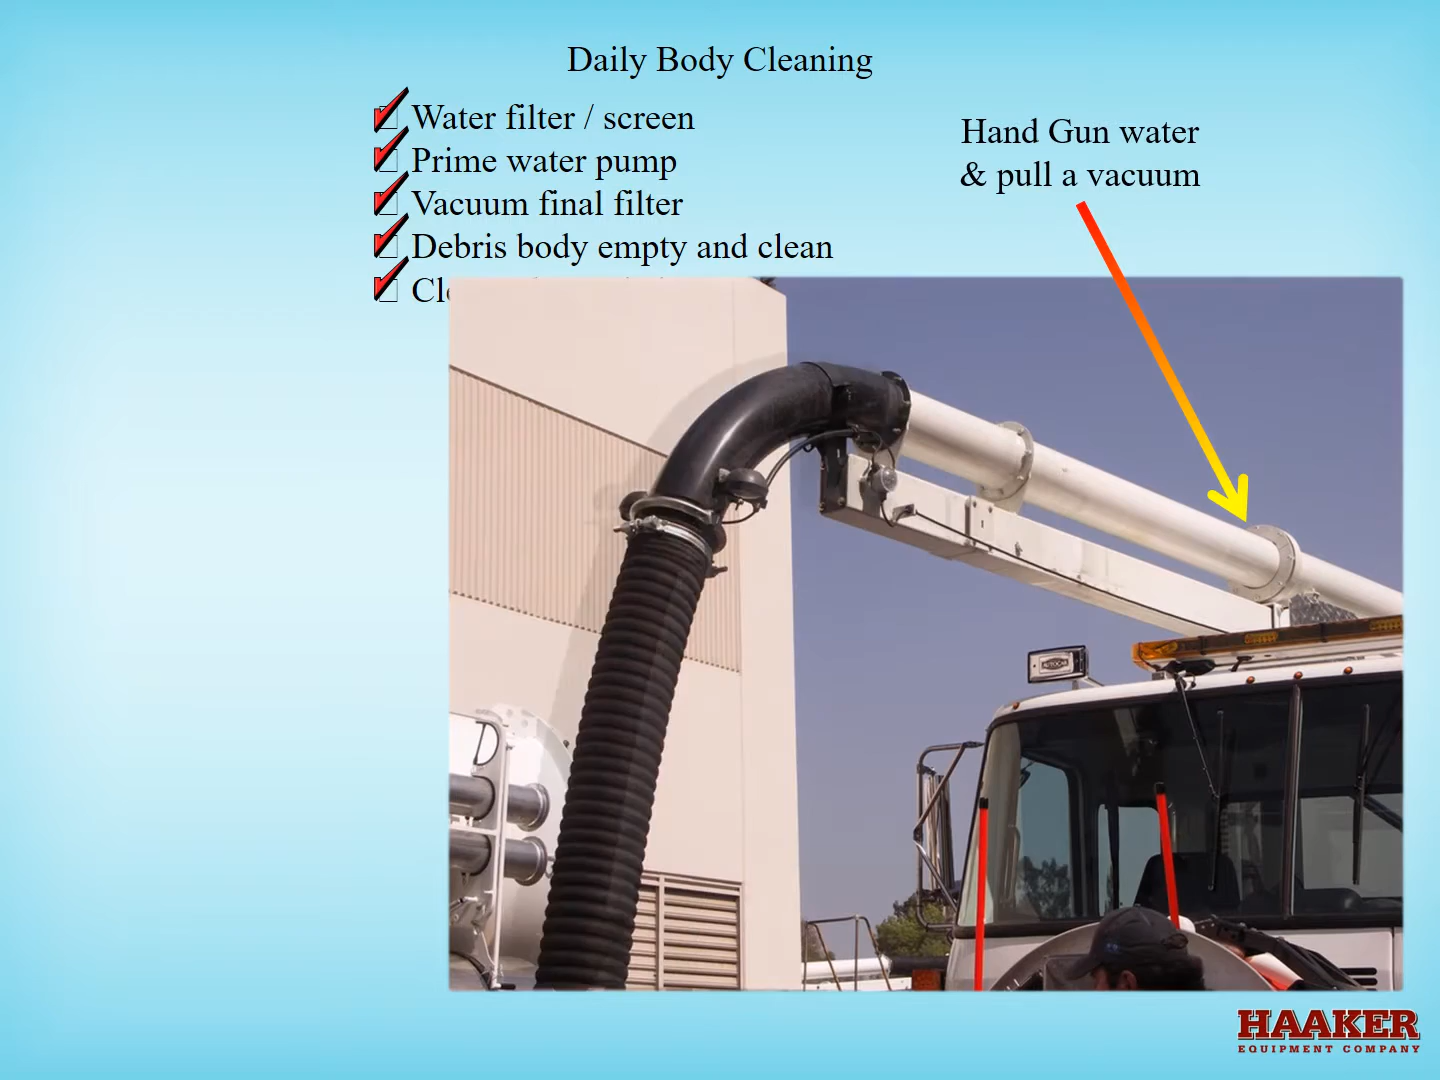 Daily Body Cleaning
Water filter / screen
Prime water pump
Vacuum final filter
Debris body empty and clean
Hand Gun water
& pull a vacuum
AUTOCAR
HAAKER
EQUIPMENT COMPANY